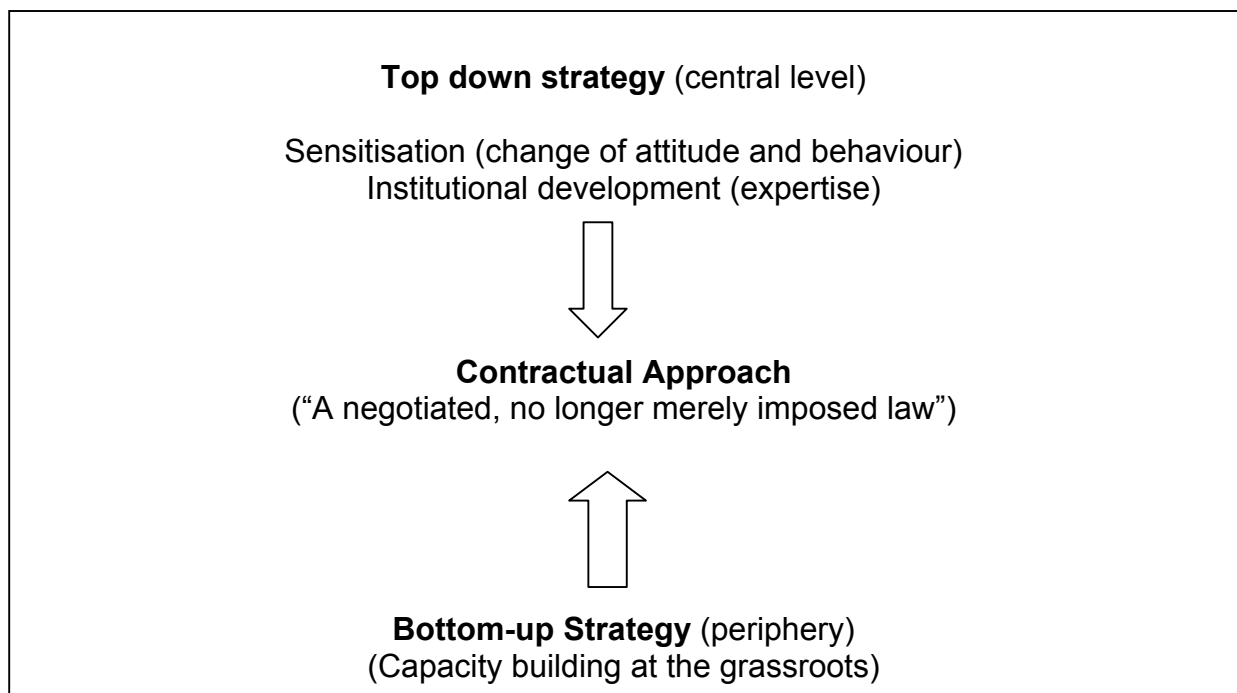 Top down strategy (central level)
Sensitisation (change of attitude and behaviour)
Institutional development (expertise)
Contractual Approach
(“A negotiated, no longer merely imposed law”)
Bottom-up Strategy (periphery)
(Capacity building at the grassroots)